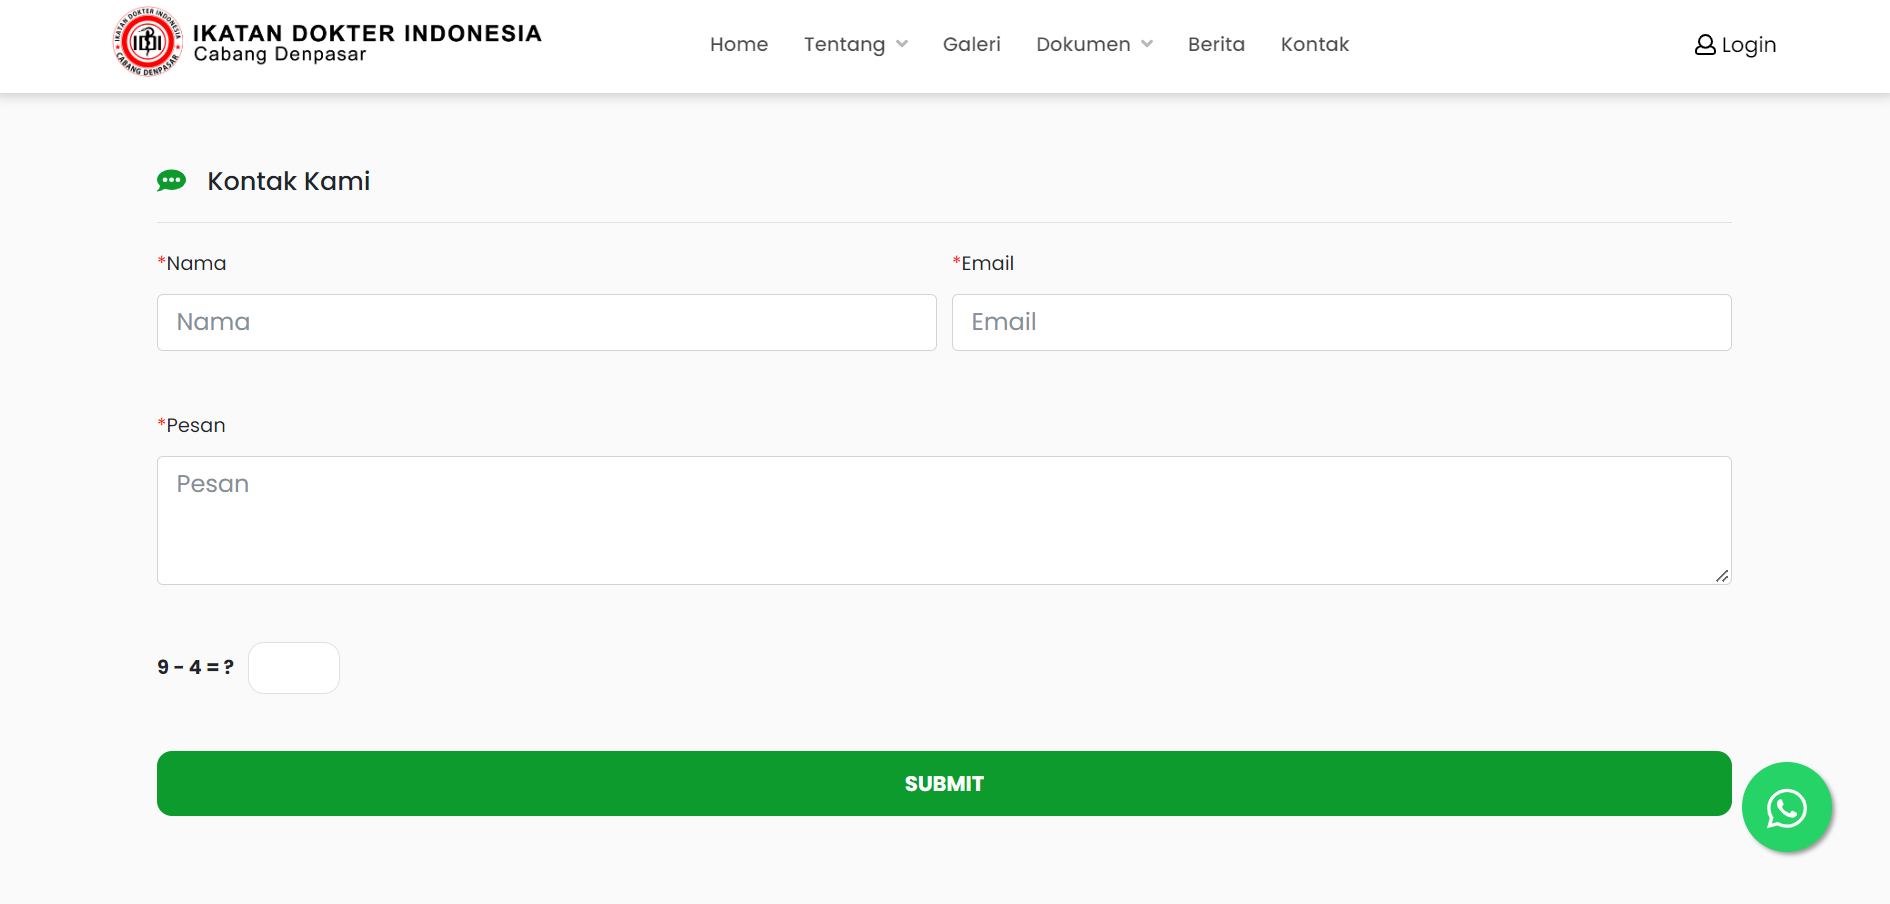 IKATAN DOKTER INDONESIA
CABANG DENPASAR
IDI
IKATAN DOKTER INDONESIA
Cabang Denpasar
Home
Tentang
Galeri
Dokumen
Berita
Kontak
Login
Kontak Kami
*Nama
*Email
Nama
Email
*Pesan
Pesan
9 - 4 = ?
SUBMIT